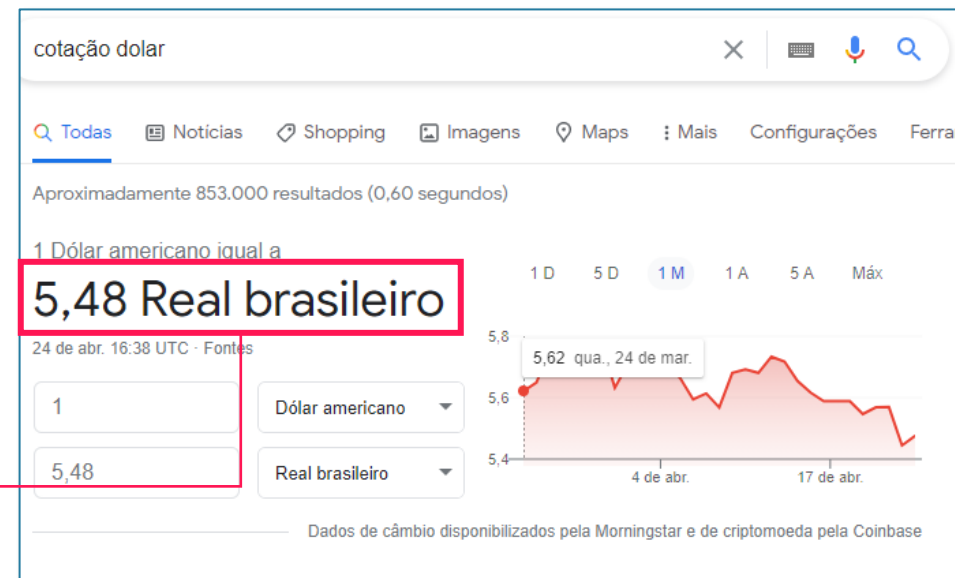 cotação dolar
Todas Notícias Shopping Imagens Maps Mais Configurações Ferra
Aproximadamente 853.000 resultados (0,60 segundos)
1 Dólar americano igual a
5,48 Real brasileiro
24 de abr. 16:38 UTC · Fontes
1 Dólar americano
5,48 Real brasileiro
1 D 5 D 1 M 1 A 5 A Máx
5,8
5,62 qua., 24 de mar.
5,6
5,4
4 de abr. 17 de abr.
Dados de câmbio disponibilizados pela Morningstar e de criptomoeda pela Coinbase